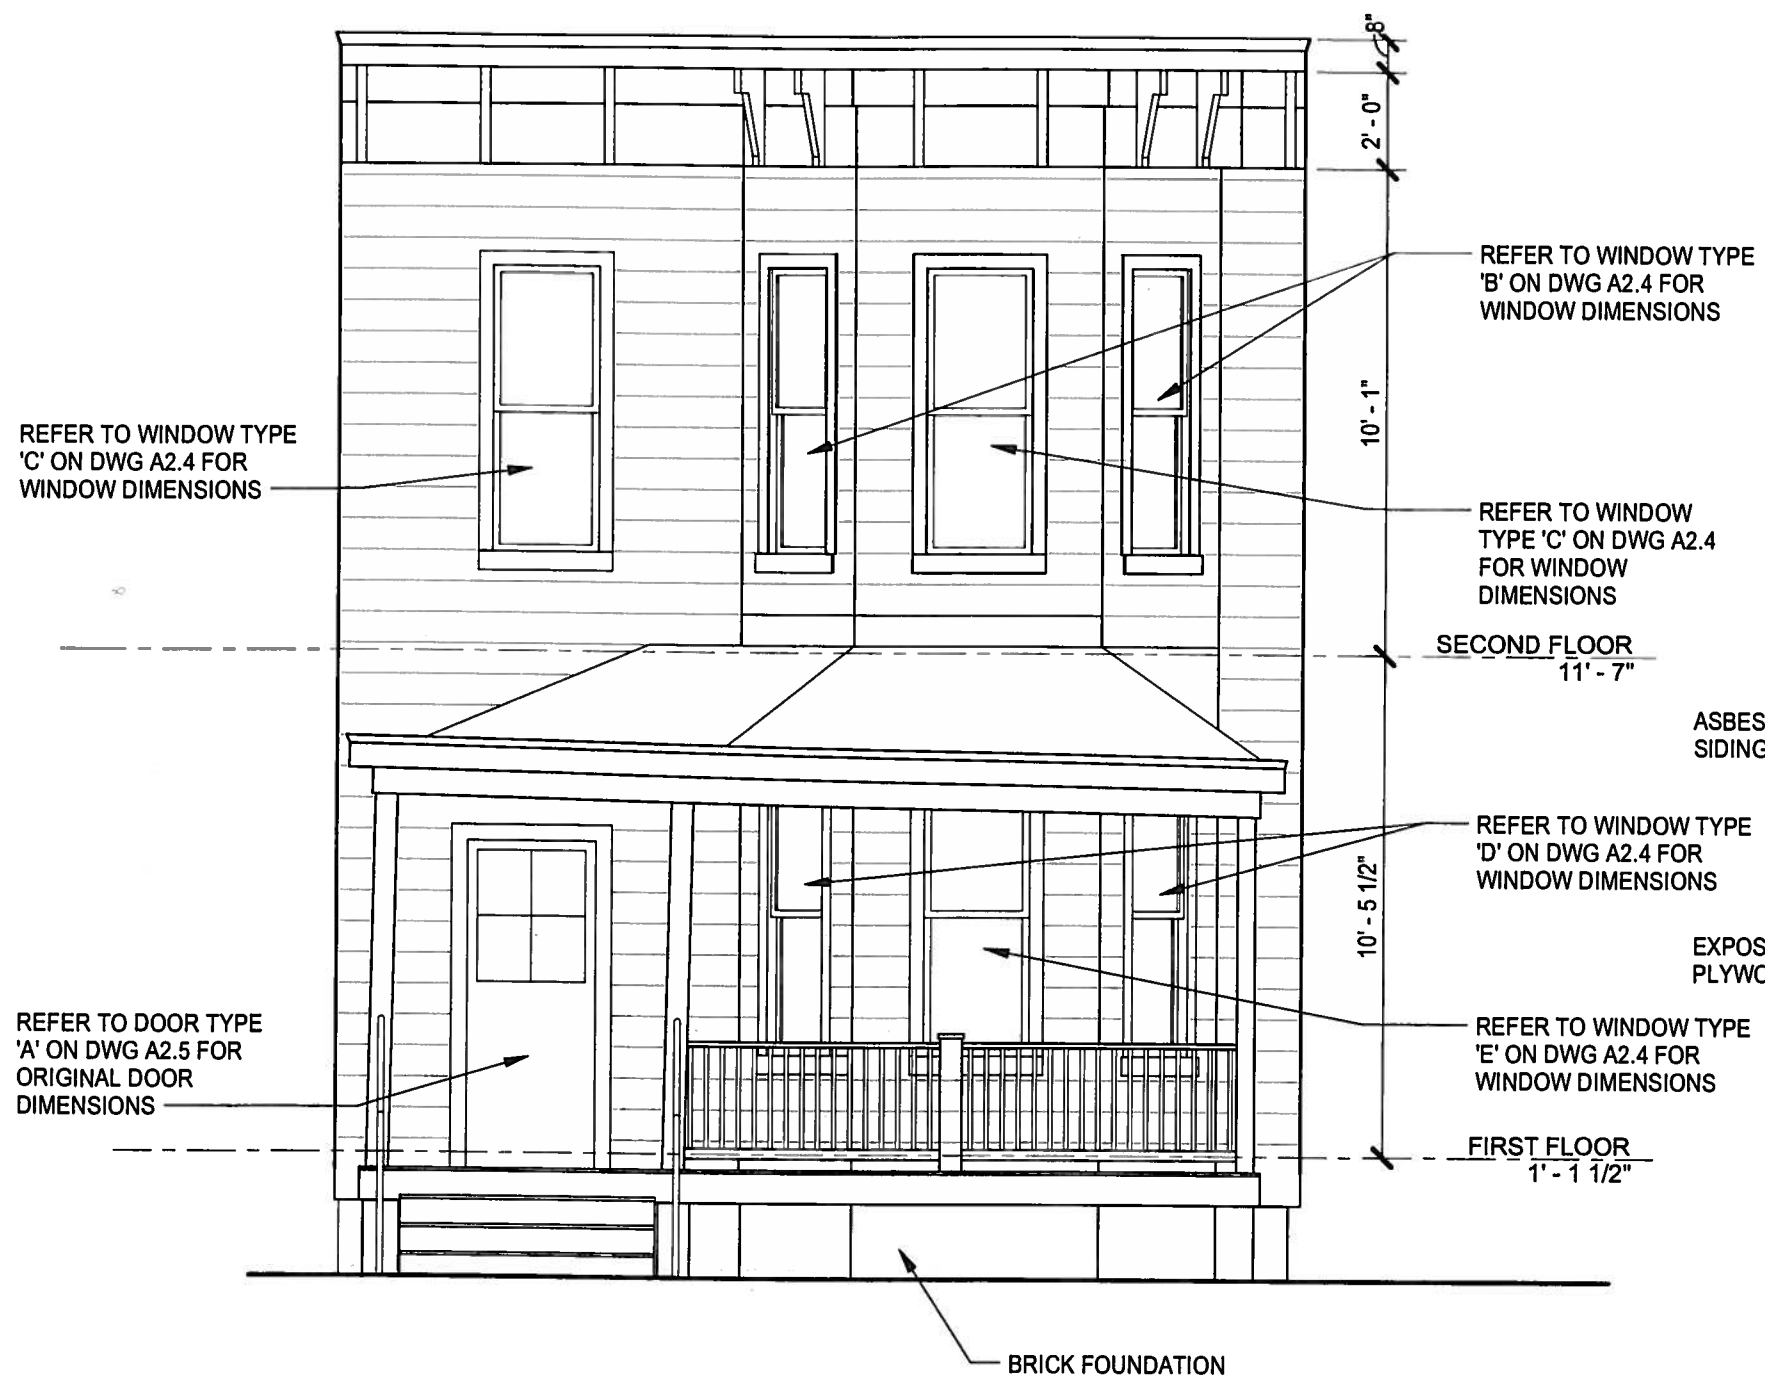 8"
2' - 0"
REFER TO WINDOW TYPE
'B' ON DWG A2.4 FOR
WINDOW DIMENSIONS
10' - 1"
REFER TO WINDOW TYPE
'C' ON DWG A2.4 FOR
WINDOW DIMENSIONS
REFER TO WINDOW
TYPE 'C' ON DWG A2.4
FOR WINDOW
DIMENSIONS
SECOND FLOOR
11' - 7"
ASBES
SIDING
REFER TO WINDOW TYPE
'D' ON DWG A2.4 FOR
WINDOW DIMENSIONS
10' - 5 1/2"
EXPOS
PLYWO
REFER TO DOOR TYPE
'A' ON DWG A2.5 FOR
ORIGINAL DOOR
DIMENSIONS
REFER TO WINDOW TYPE
'E' ON DWG A2.4 FOR
WINDOW DIMENSIONS
FIRST FLOOR
1' - 1 1/2"
BRICK FOUNDATION